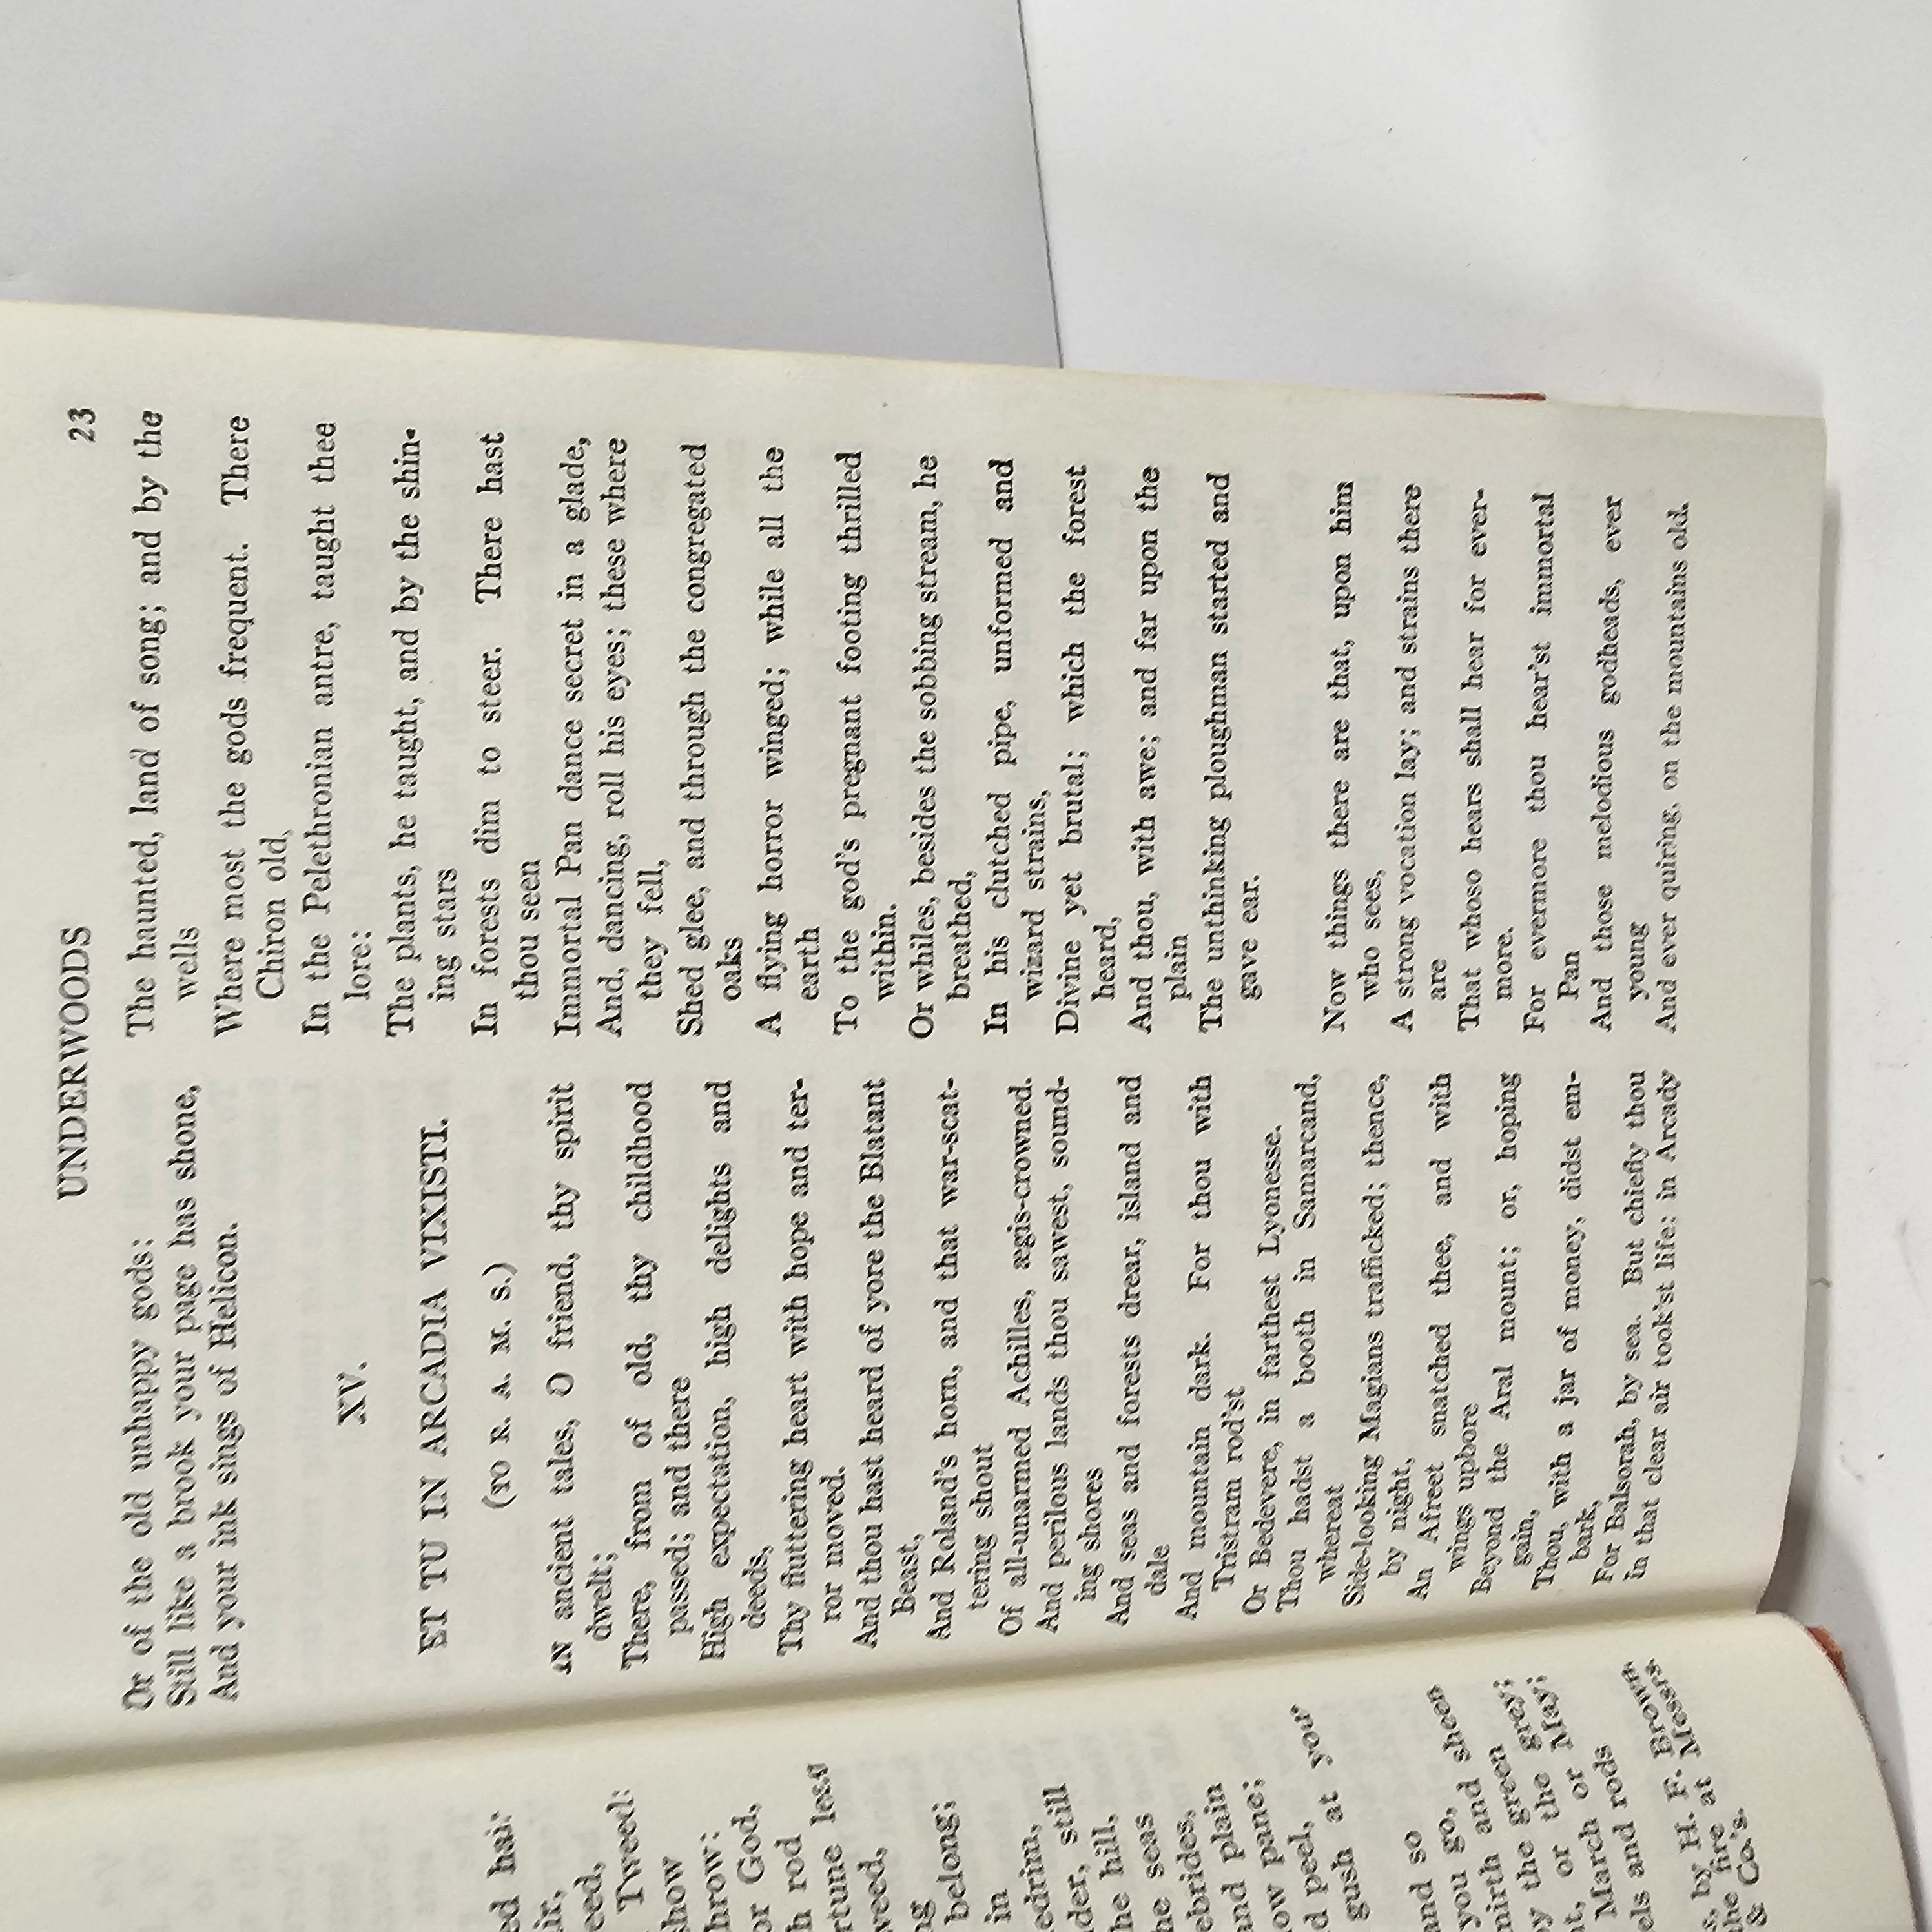 UNDERWOODS
23
ed hai
ir,
eed,
Tweed:
show
hrow:
or God,
h rod
rtune less
weed,
ng
belong;
in
edrim,
der, still
he hill,
he seas
ebrides,
and plain
ow pane;
d peel,
gush at your
and so
you go,
mirth and sheen
by the green
nt, or the grey;
March or May;
els and rods
s, by H. F. Brown,
the fire at Messrs.
& Co.'s.
Or of the old unhappy gods:
Still like a brook your page has shone,
And your ink sings of Helicon.
XV.
ET TU IN ARCADIA VIXISTI.
(TO R. A. M. S.)
IN ancient tales, O friend, thy spirit
dwelt;
There, from of old, thy childhood
passed; and there
High expectation, high delights and
deeds,
Thy fluttering heart with hope and ter-
ror moved.
And thou hast heard of yore the Blatant
Beast,
And Roland's horn, and that war-scat-
tering shout
Of all-unarmed Achilles, ægis-crowned.
And perilous lands thou sawest, sound-
ing shores
And seas and forests drear, island and
dale
And mountain dark. For thou with
Tristram rod'st
Or Bedevere, in farthest Lyonesse.
Thou hadst a booth in Samarcand,
whereat
Side-looking Magians trafficked; thence,
by night,
An Afreet snatched thee, and with
wings upbore
Beyond the Aral mount; or, hoping
gain,
Thou, with a jar of money, didst em-
bark,
For Balsorah, by sea. But chiefly thou
In that clear air took'st life; in Arcady
The haunted, land of song; and by the
wells
Where most the gods frequent. There
Chiron old,
In the Pelethronian antre, taught thee
lore:
The plants, he taught, and by the shin-
ing stars
In forests dim to steer. There hast
thou seen
Immortal Pan dance secret in a glade,
And, dancing, roll his eyes; these where
they fell,
Shed glee, and through the congregated
oaks
A flying horror winged; while all the
earth
To the god's pregnant footing thrilled
within.
Or whiles, besides the sobbing stream, he
breathed,
In his clutched pipe, unformed and
wizard strains,
Divine yet brutal; which the forest
heard,
And thou, with awe; and far upon the
plain
The unthinking ploughman started and
gave ear.
Now things there are that, upon him
who sees,
A strong vocation lay; and strains there
are
That whoso hears shall hear for ever-
more.
For evermore thou hear'st immortal
Pan
And those melodious godheads, ever
young
And ever quiring, on the mountains old.